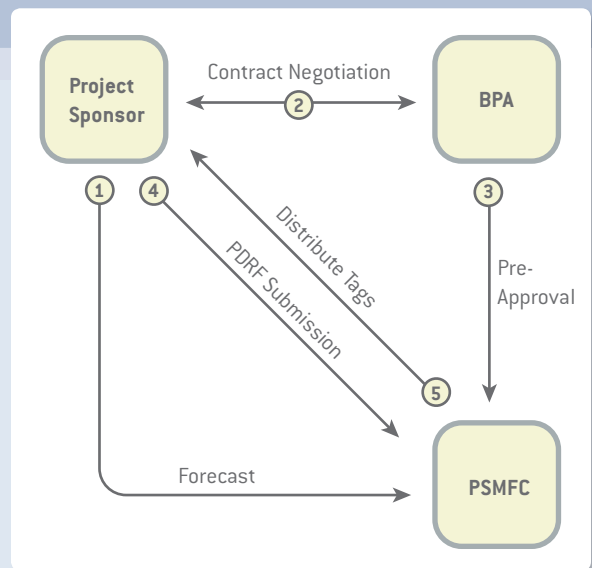 Project
Sponsor
Contract Negotiation
2
BPA
1
4
3
Distribute Tags
PDRF Submission
Pre-
Approval
5
Forecast
PSMFC